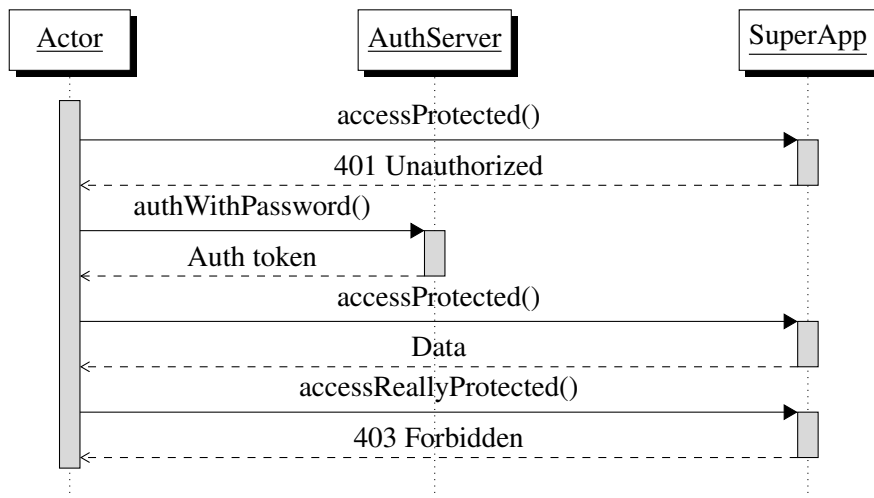 Actor
AuthServer
SuperApp
accessProtected()
401 Unauthorized
authWithPassword()
Auth token
accessProtected()
Data
accessReallyProtected()
403 Forbidden